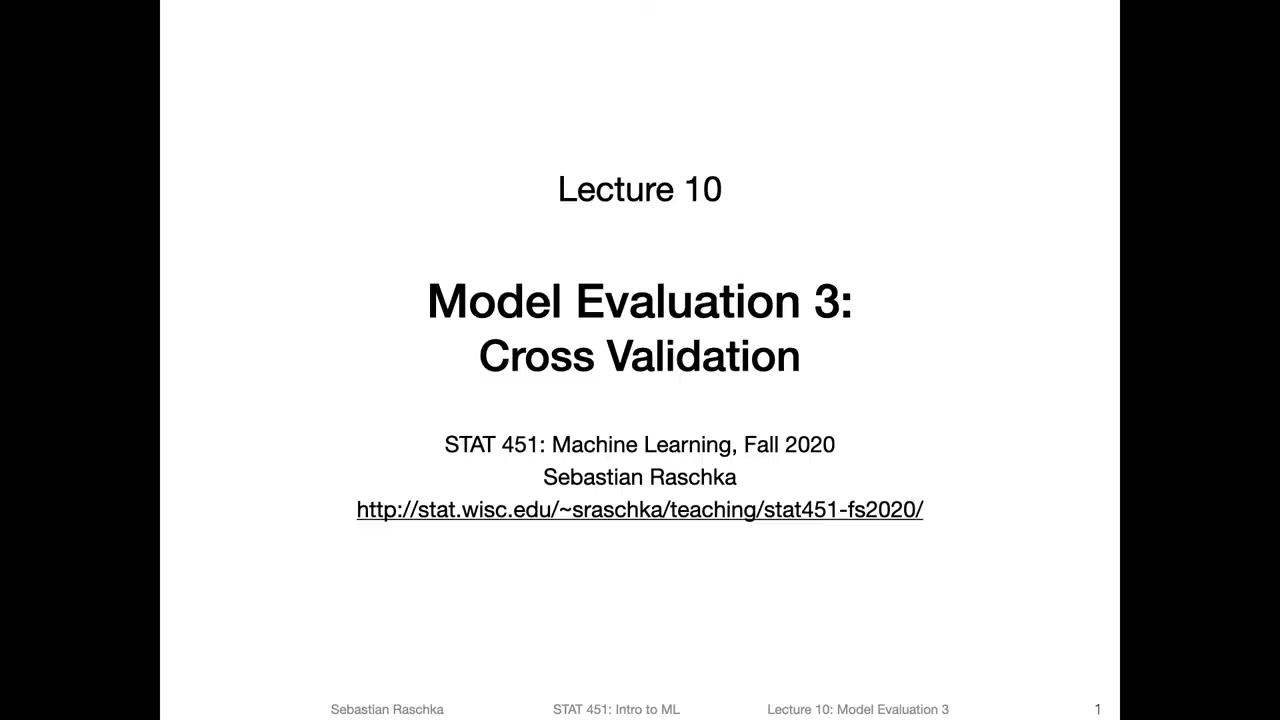 Lecture 10
Model Evaluation 3:
Cross Validation
STAT 451: Machine Learning, Fall 2020
Sebastian Raschka
http://stat.wisc.edu/~sraschka/teaching/stat451-fs2020/
Sebastian Raschka STAT 451: Intro to ML Lecture 10: Model Evaluation 3 1